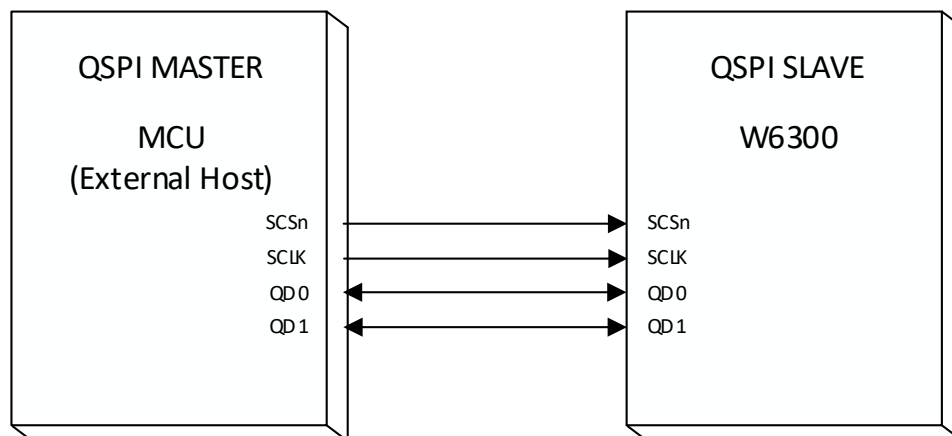 QSPI MASTER
MCU
(External Host)
SCSn
SCLK
QD0
QD1
QSPI SLAVE
W6300
SCSn
SCLK
QD0
QD1